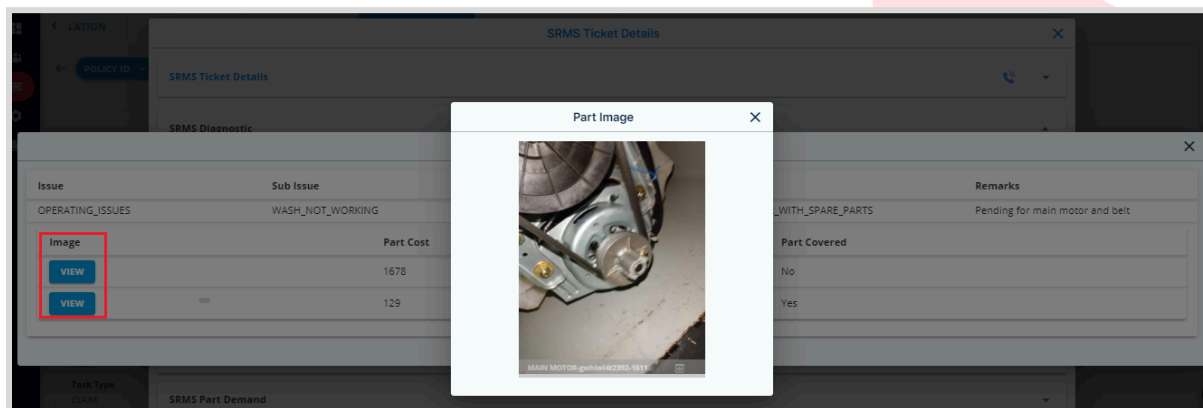 LATION
SRMS Ticket Details
POLICY ID
SRMS Ticket Details
SRMS Diagnostic
Part Image
Issue Sub Issue Remarks
OPERATING_ISSUES WASH_NOT_WORKING _WITH_SPARE_PARTS Pending for main motor and belt
Image Part Cost Part Covered
VIEW 1678 No
VIEW 129 Yes
MAIN MOTOR
Task Type
CLAIM
SRMS Part Demand